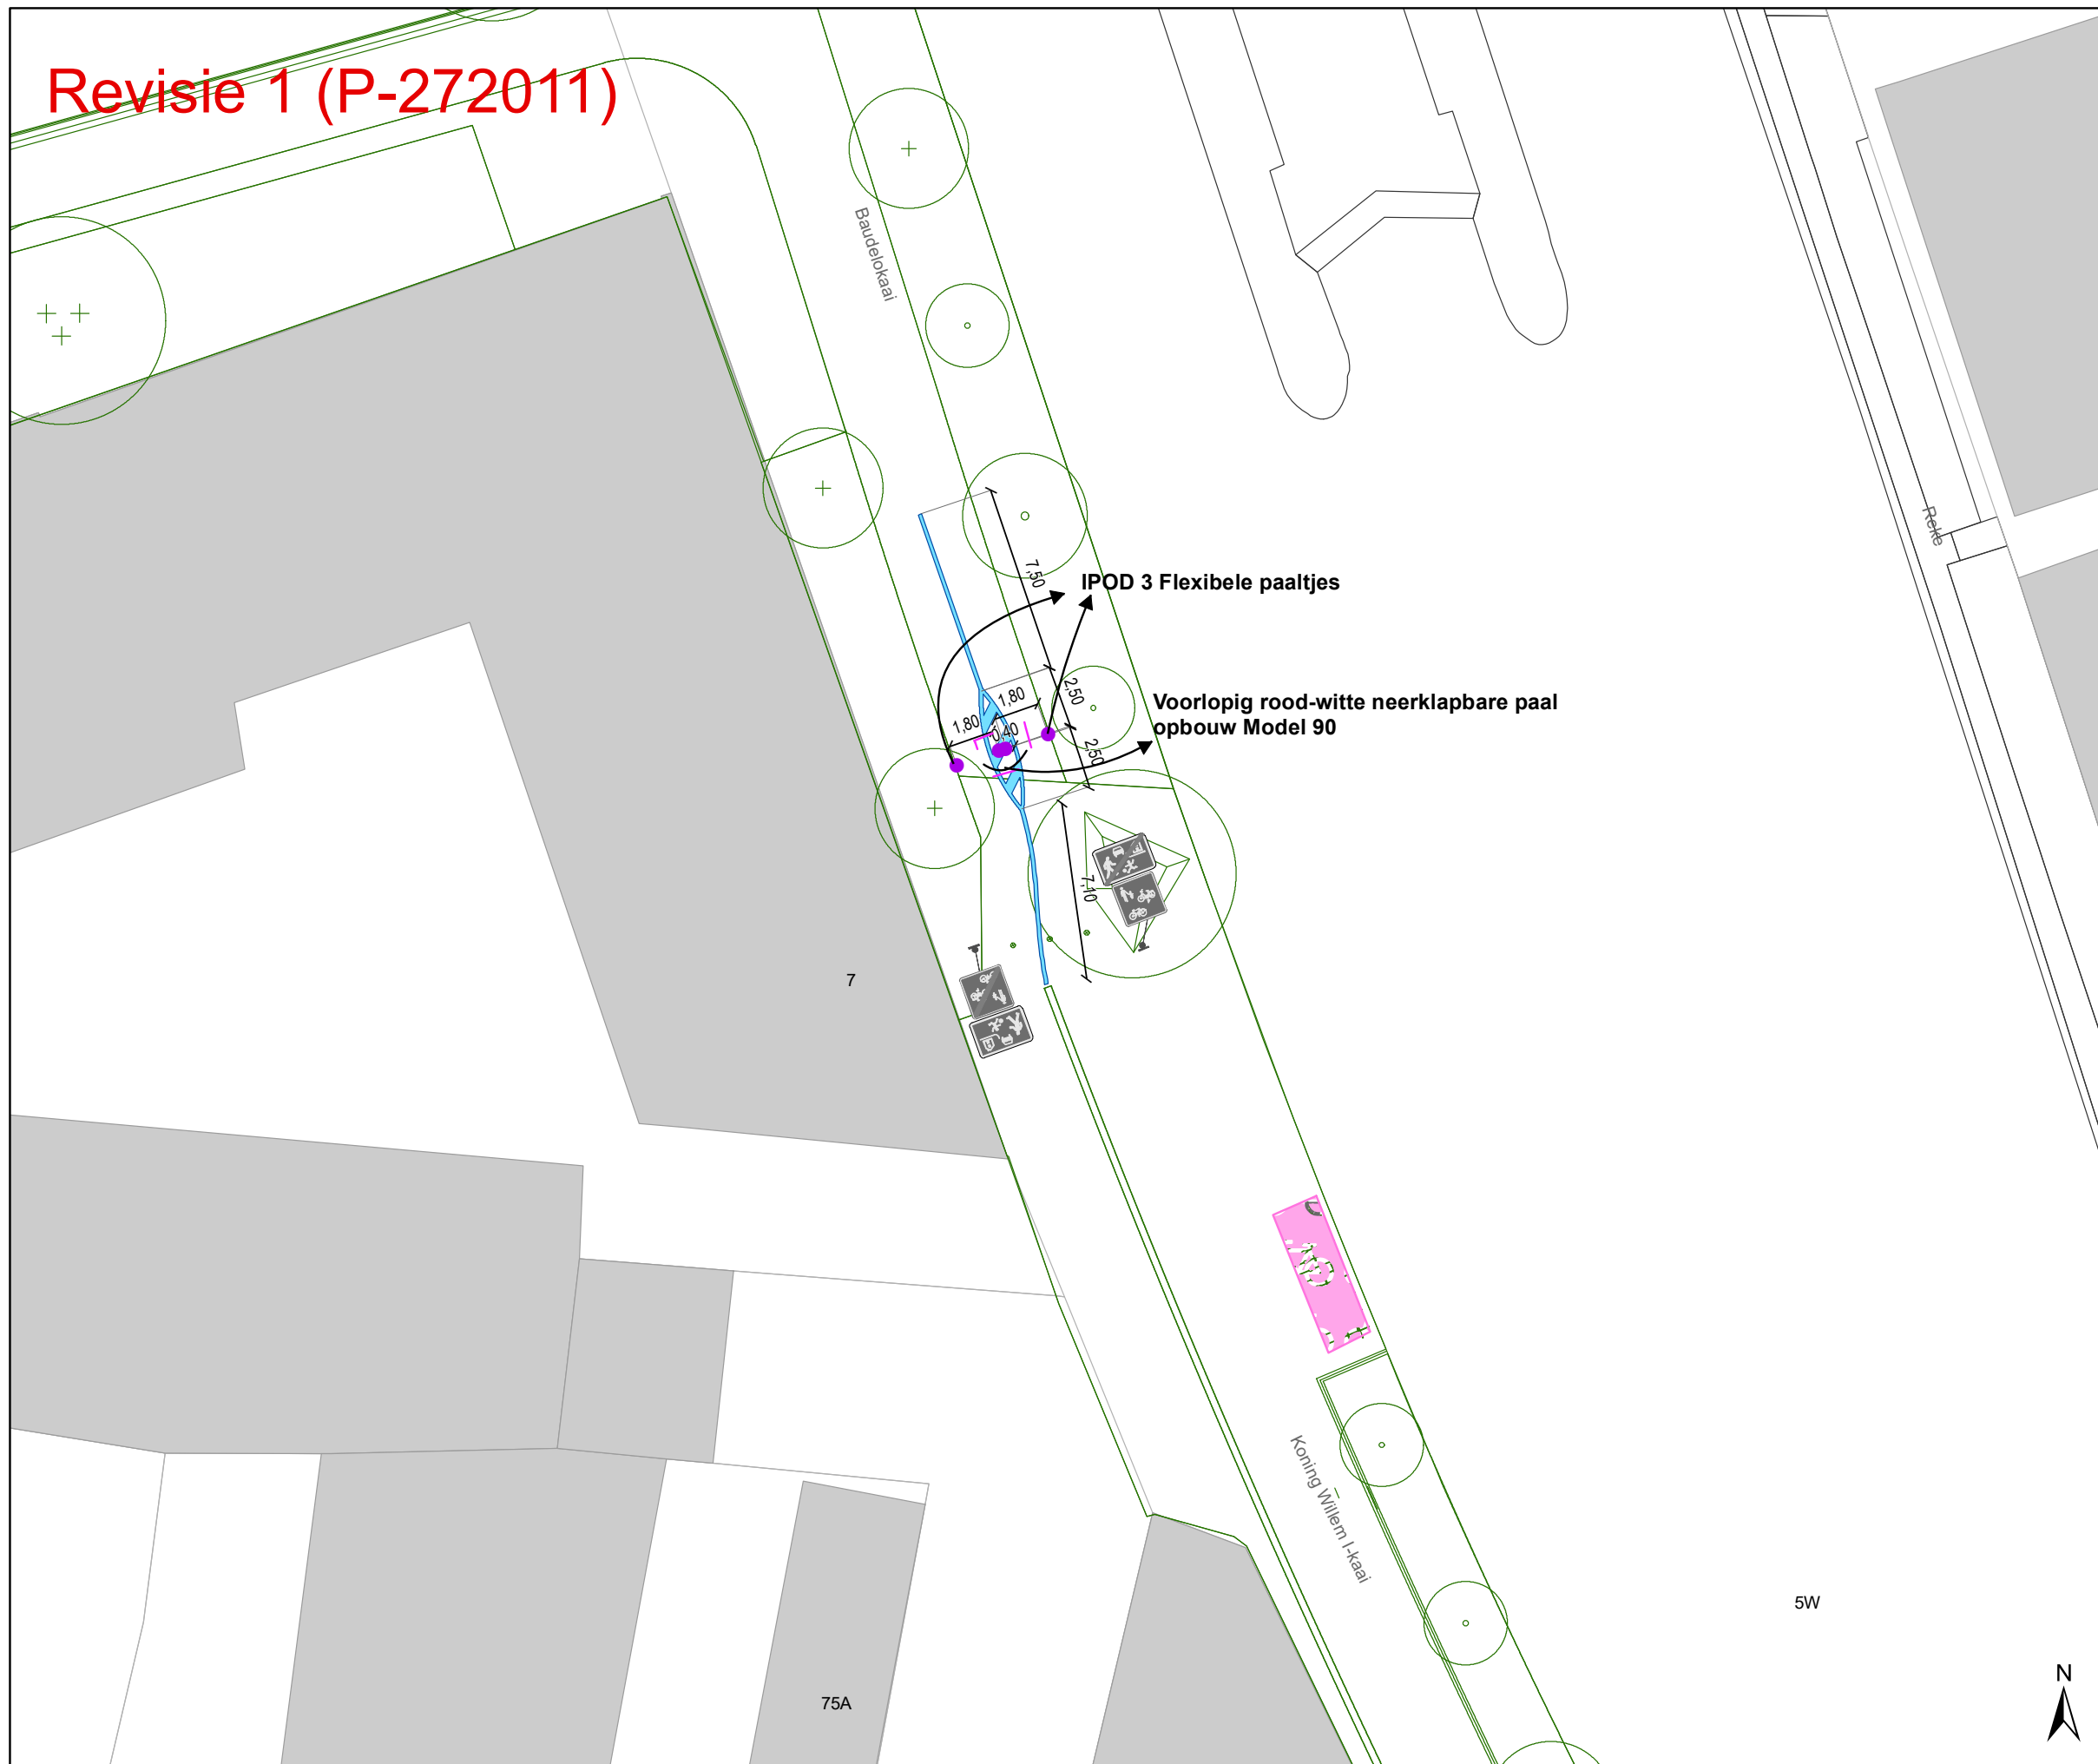 Revisie 1 (P-272011)
Baudelokaai
Reke
7,50
IPOD 3 Flexibele paaltjes
2,50
1,80
Voorlopig rood-witte neerklapbare paal
opbouw Model 90
1,80
0,40
2,50
7,10
7
Koning Willem I-kaai
5W
75A
N